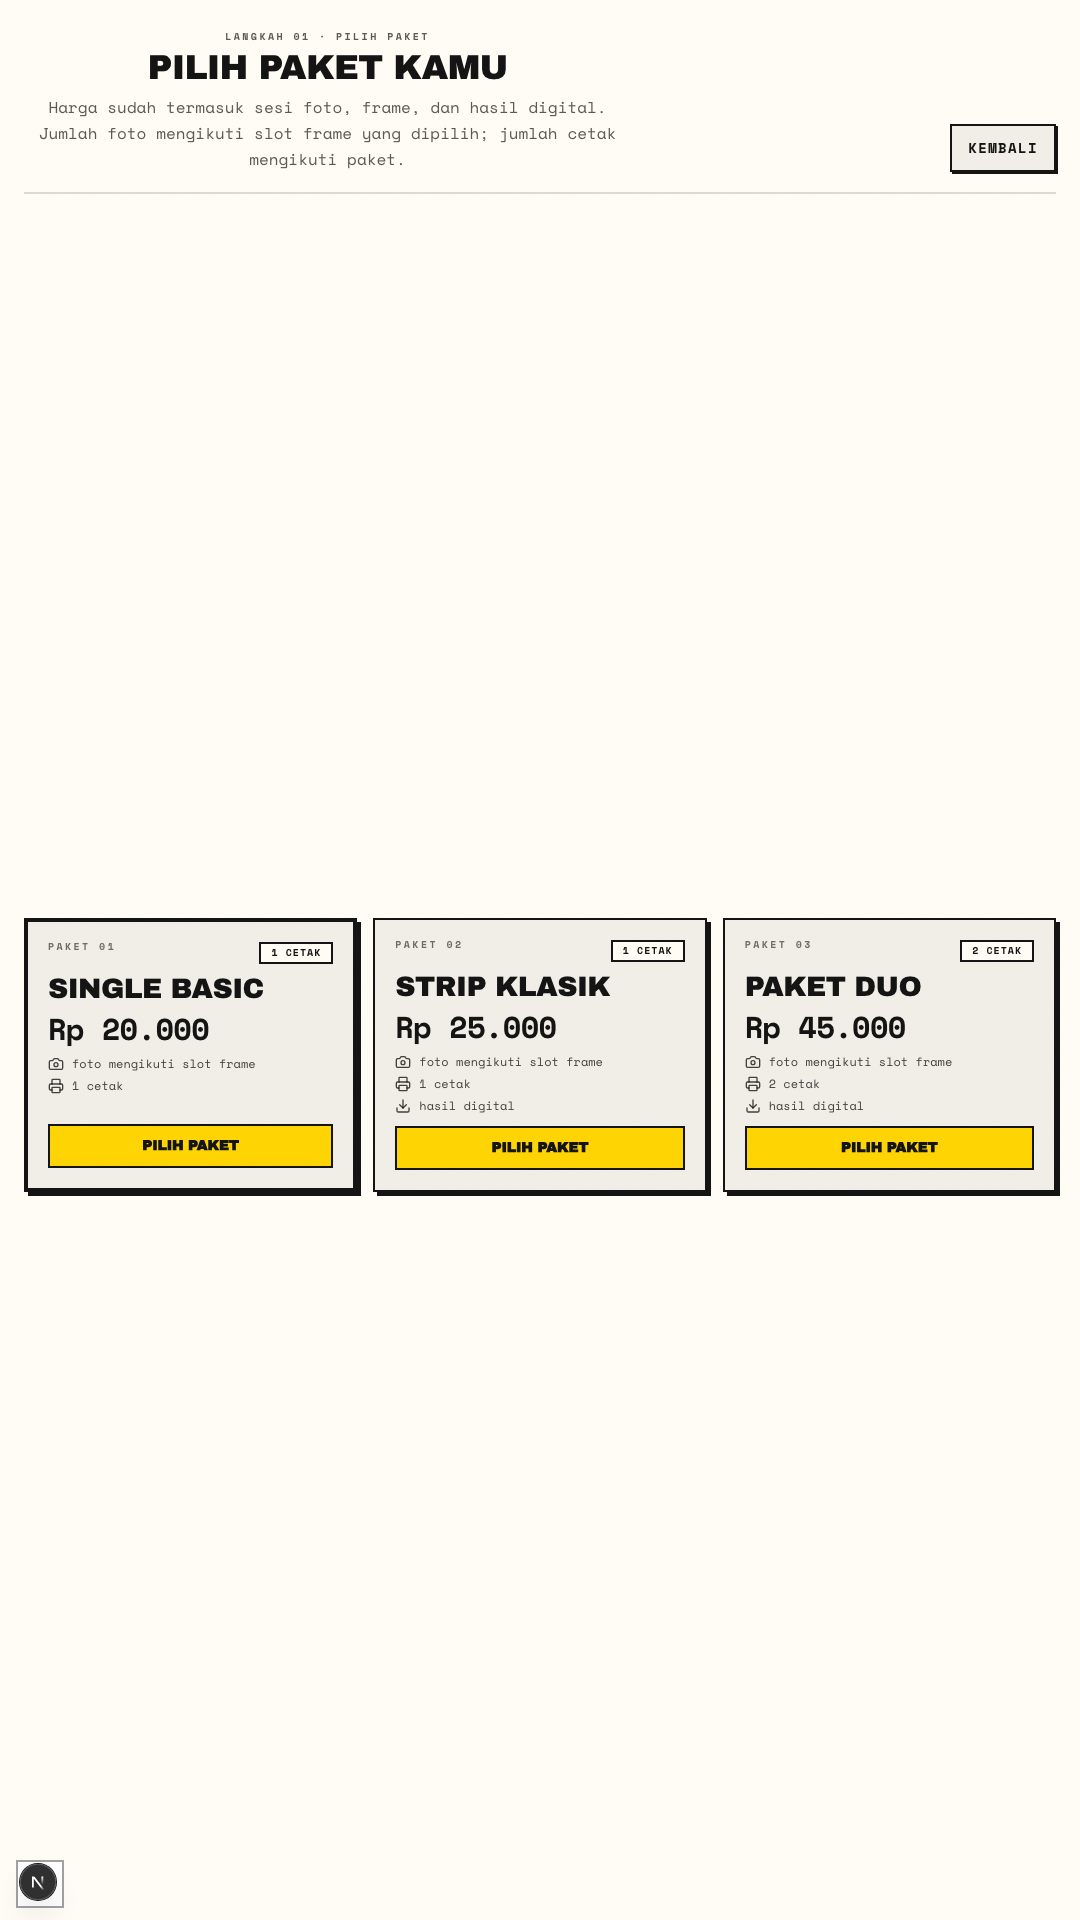 LANGKAH 01 · PILIH PAKET
PILIH PAKET KAMU
Harga sudah termasuk sesi foto, frame, dan hasil digital.
Jumlah foto mengikuti slot frame yang dipilih; jumlah cetak
mengikuti paket.
KEMBALI
PAKET 01
1 CETAK
SINGLE BASIC
Rp 20.000
foto mengikuti slot frame
1 cetak
PILIH PAKET
PAKET 02
1 CETAK
STRIP KLASIK
Rp 25.000
foto mengikuti slot frame
1 cetak
hasil digital
PILIH PAKET
PAKET 03
2 CETAK
PAKET DUO
Rp 45.000
foto mengikuti slot frame
2 cetak
hasil digital
PILIH PAKET
N